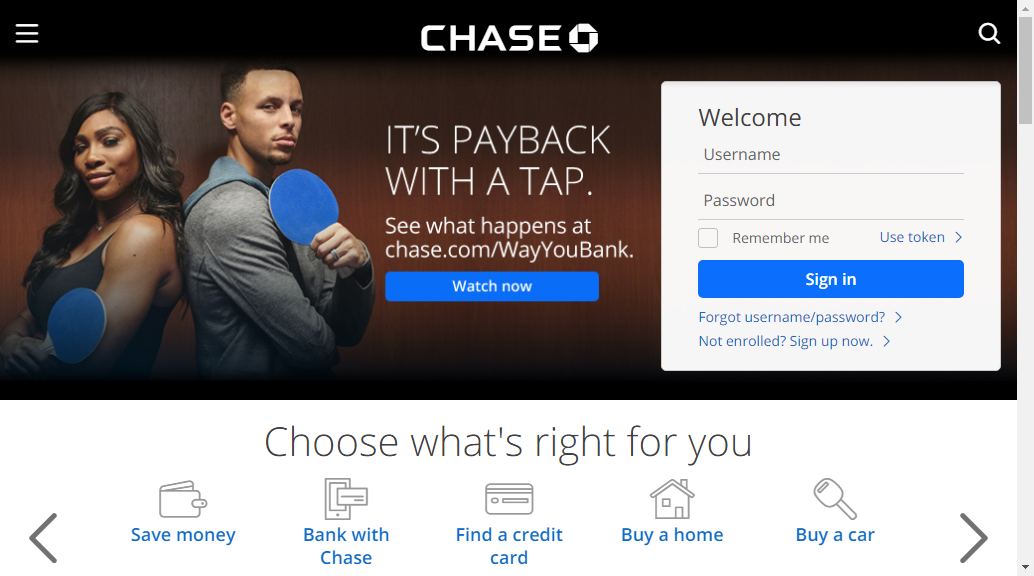 CHASE
IT'S PAYBACK
WITH A TAP.
See what happens at
chase.com/WayYouBank.
Watch now
Welcome
Username
Password
Remember me
Use token
Sign in
Forgot username/password?
Not enrolled? Sign up now.
Choose what's right for you
Save money
Bank with
Chase
Find a credit
card
Buy a home
Buy a car